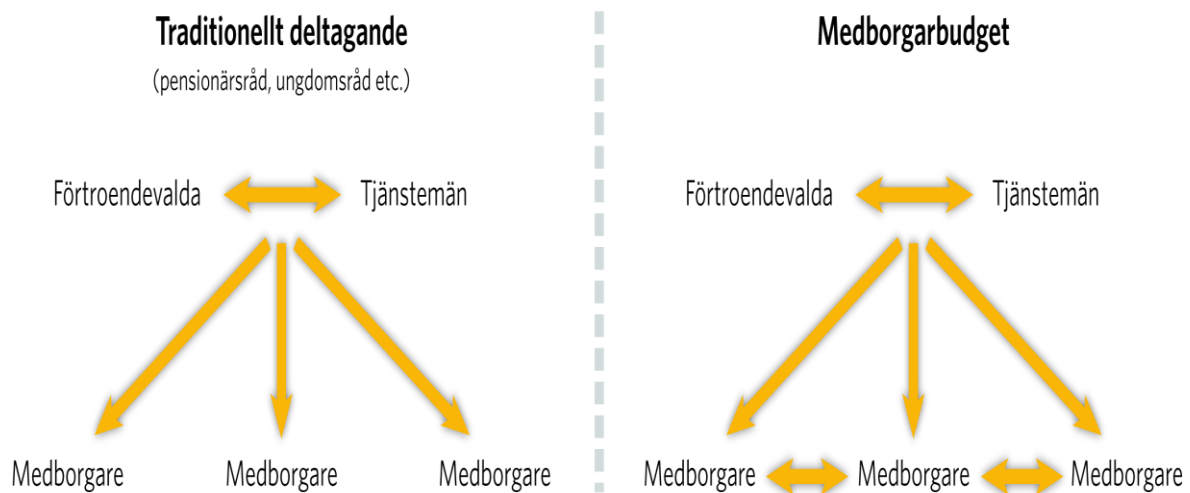 Traditionellt deltagande
(pensionärsråd, ungdomsråd etc.)
Förtroendevalda Tjänstemän
Medborgare Medborgare Medborgare
Medborgarbudget
Förtroendevalda Tjänstemän
Medborgare Medborgare Medborgare